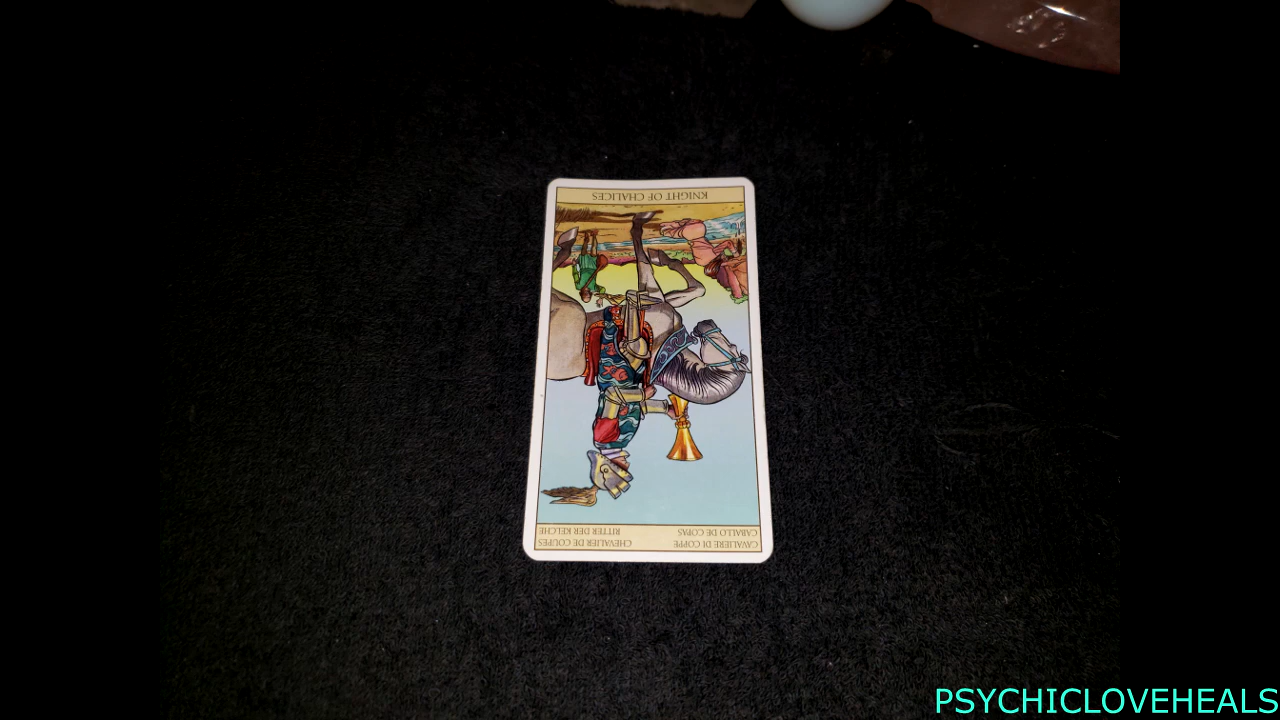 KNIGHT OF CHALICES
CAVALIERE DI COPPE
CHEVALIER DE COUPES
CABALLO DE COPAS
RITTER DER KELCHE
PSYCHICLOVEHEALS